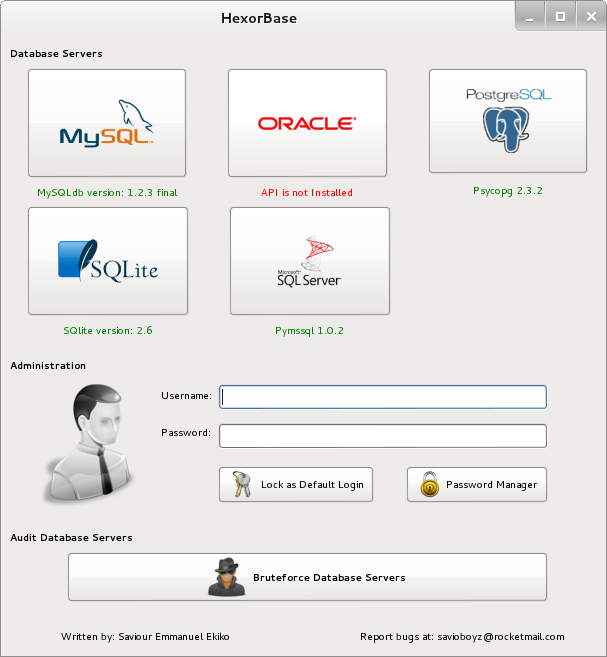 HexorBase
Database Servers
MySQL
ORACLE
PostgreSQL
MySQLdb version: 1.2.3 final
API is not Installed
Psycopg 2.3.2
SQLite
Microsoft
SQL Server
SQlite version: 2.6
Pymssql 1.0.2
Administration
Username:
Password:
Lock as Default Login
Password Manager
Audit Database Servers
Bruteforce Database Servers
Written by: Saviour Emmanuel Ekiko
Report bugs at: savioboyz@rocketmail.com